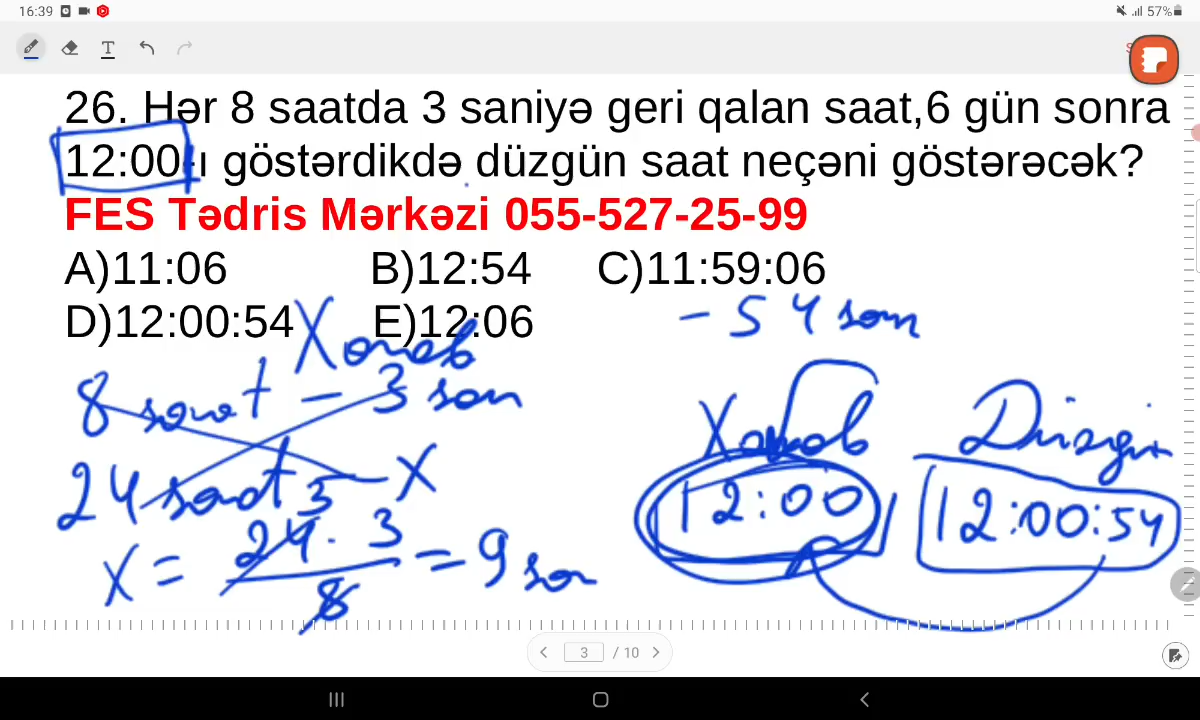 16:39
57%
26. Hər 8 saatda 3 saniyə geri qalan saat,6 gün sonra
12:00-ı göstərdikdə düzgün saat neçəni göstərəcək?
FES Tədris Mərkəzi 055-527-25-99
A)11:06 B)12:54 C)11:59:06
D)12:00:54 E)12:06
- 54 san
Xarab
8 saat - 3 san
Xarab Düzgün
24 saat - X
12:00 12:00:54
3
X = 24 · 3 / 8 = 9 san
3 / 10